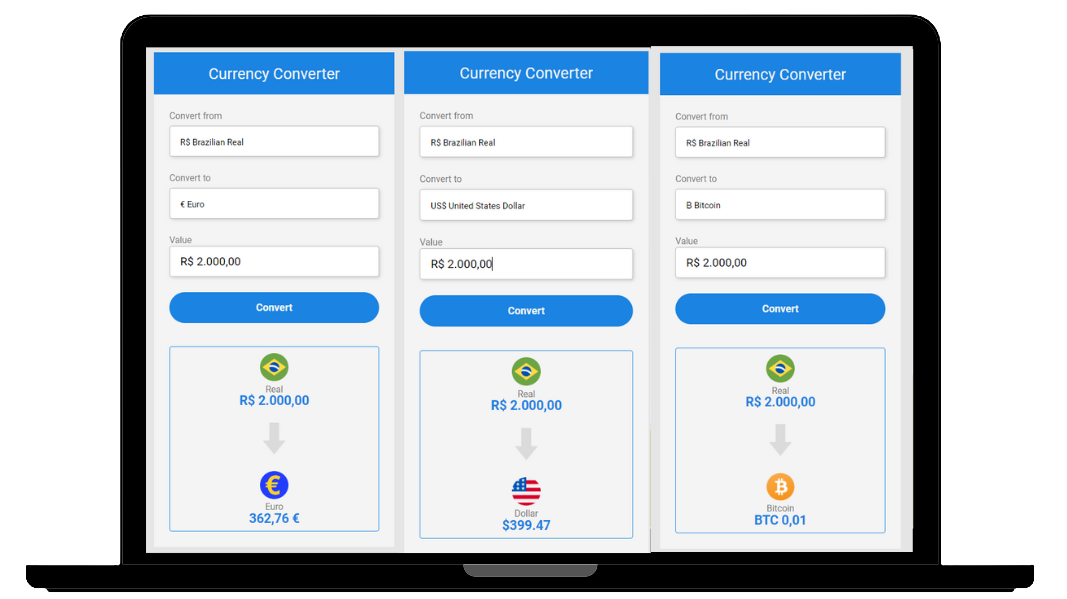 Currency Converter
Convert from
R$ Brazilian Real
Convert to
€ Euro
Value
R$ 2.000,00
Convert
Real
R$ 2.000,00
€
Euro
362,76 €
Currency Converter
Convert from
R$ Brazilian Real
Convert to
US$ United States Dollar
Value
R$ 2.000,00
Convert
Real
R$ 2.000,00
Dollar
$399.47
Currency Converter
Convert from
R$ Brazilian Real
Convert to
B Bitcoin
Value
R$ 2.000,00
Convert
Real
R$ 2.000,00
₿
Bitcoin
BTC 0,01